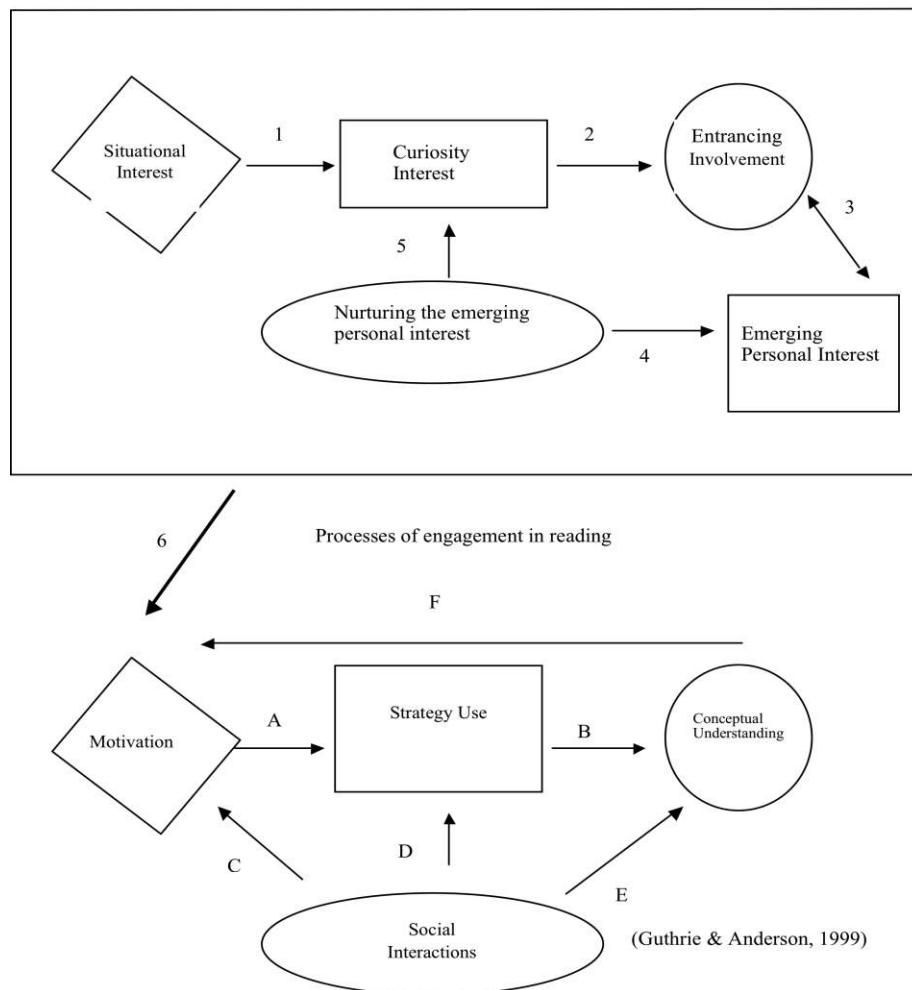 1
2
Situational
Interest
Curiosity
Interest
Entrancing
Involvement
3
5
Nurturing the emerging
personal interest
4
Emerging
Personal Interest
6
Processes of engagement in reading
F
Motivation
A
Strategy Use
B
Conceptual
Understanding
C
D
E
Social
Interactions
(Guthrie & Anderson, 1999)